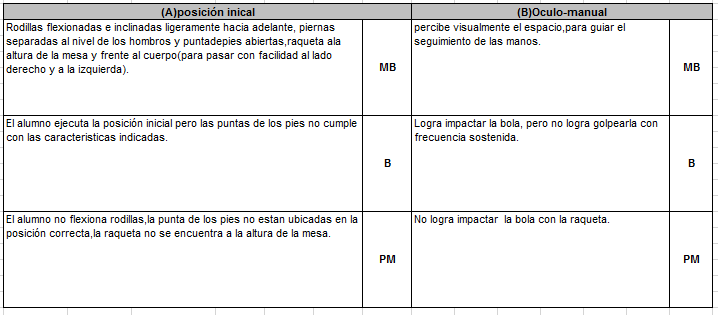 (A)posición inical
(B)Oculo-manual
Rodillas flexionadas e inclinadas ligeramente hacia adelante, piernas
separadas al nivel de los hombros y puntadepies abiertas,raqueta ala
altura de la mesa y frente al cuerpo(para pasar con facilidad al lado
derecho y a la izquierda).
MB
percibe visualmente el espacio,para guiar el
seguimiento de las manos.
MB
El alumno ejecuta la posición inicial pero las puntas de los pies no cumple
con las caracteristicas indicadas.
B
Logra impactar la bola, pero no logra golpearla con
frecuencia sostenida.
B
El alumno no flexiona rodillas,la punta de los pies no estan ubicadas en la
posición correcta,la raqueta no se encuentra a la altura de la mesa.
PM
No logra impactar la bola con la raqueta.
PM